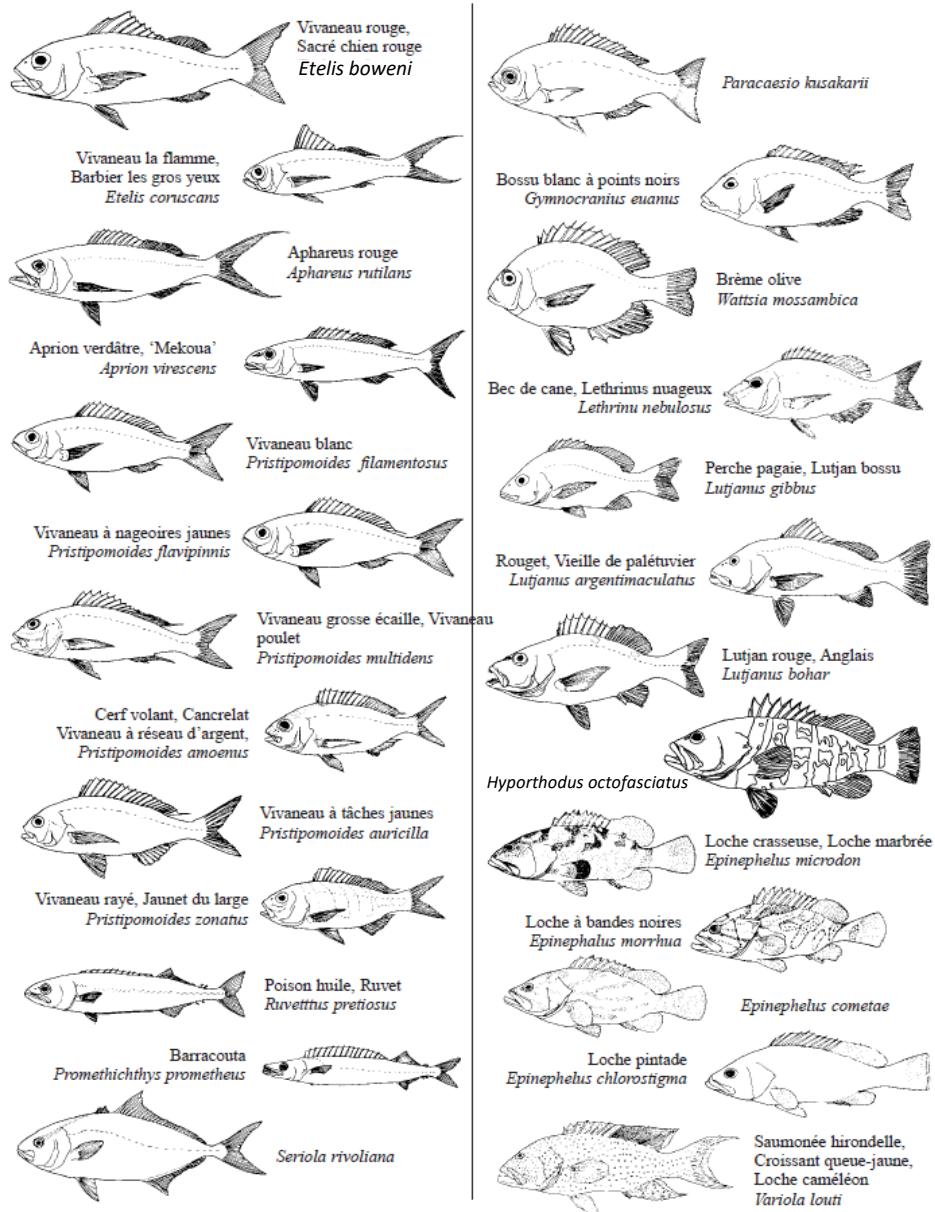 Vivaneau rouge,
Sacré chien rouge
Etelis boweni
Vivaneau la flamme,
Barbier les gros yeux
Etelis coruscans
Aphareus rouge
Aphareus rutilans
Aprion verdâtre, ‘Mekoua’
Aprion virescens
Vivaneau blanc
Pristipomoides filamentosus
Vivaneau à nageoires jaunes
Pristipomoides flavipinnis
Vivaneau grosse écaille, Vivaneau
poulet
Pristipomoides multidens
Cerf volant, Cancrelat
Vivaneau à réseau d’argent,
Pristipomoides amoenus
Vivaneau à tâches jaunes
Pristipomoides auricilla
Vivaneau rayé, Jaunet du large
Pristipomoides zonatus
Poison huile, Ruvet
Ruvetttus pretiosus
Barracouta
Promethichthys prometheus
Seriola rivoliana
Paracaesio kusakarii
Bossu blanc à points noirs
Gymnocranius euanus
Brème olive
Wattsia mossambica
Bec de cane, Lethrinus nuageux
Lethrinu nebulosus
Perche pagaie, Lutjan bossu
Lutjanus gibbus
Rouget, Vieille de palétuvier
Lutjanus argentimaculatus
Lutjan rouge, Anglais
Lutjanus bohar
Hyporthodus octofasciatus
Loche crasseuse, Loche marbrée
Epinephelus microdon
Loche à bandes noires
Epinephalus morrhua
Epinephelus cometae
Loche pintade
Epinephelus chlorostigma
Saumonée hirondelle,
Croissant queue-jaune,
Loche caméléon
Variola louti